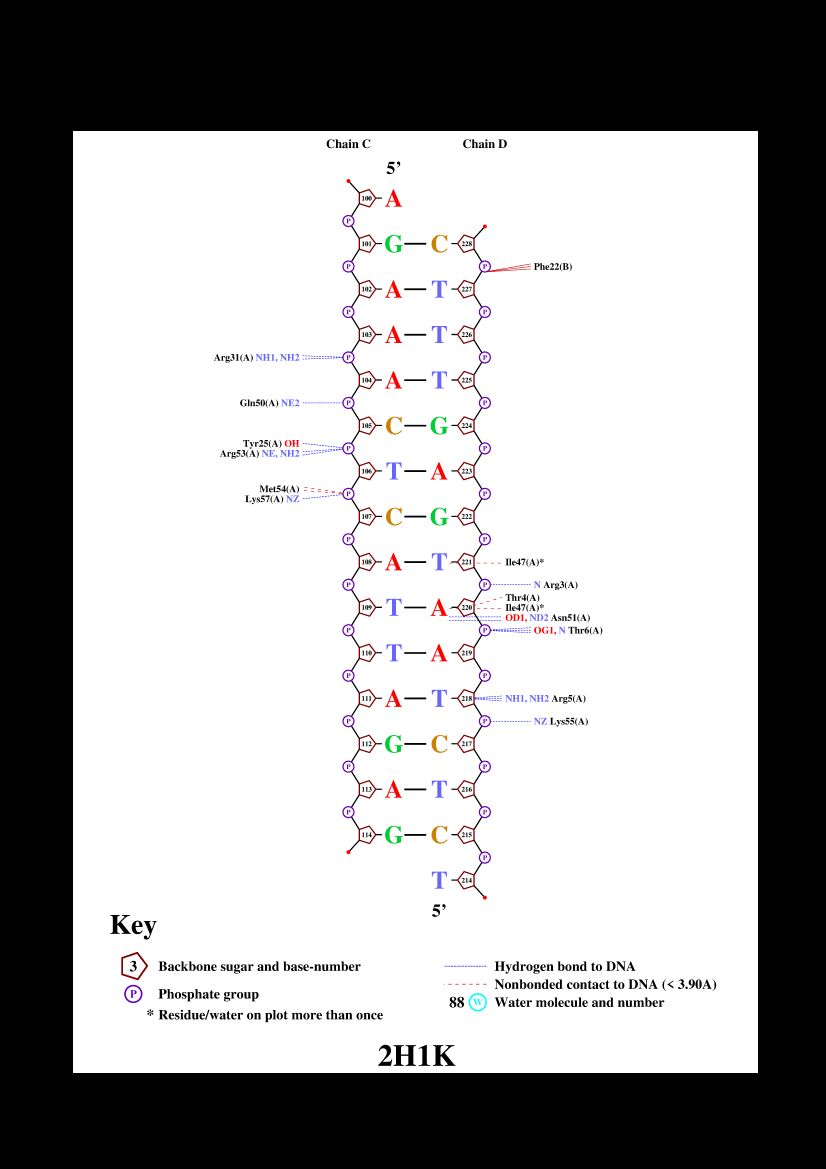 Chain C Chain D
5’
100 A
P
101 G C 228
P P Phe22(B)
102 A T 227
P P
103 A T 226
Arg31(A) NH1, NH2 P P
104 A T 225
Gln50(A) NE2 P P
105 C G 224
Tyr25(A) OH
P P
Arg53(A) NE, NH2
106 T A 223
Met54(A)
P P
Lys57(A) NZ
107 C G 222
P P
108 A T 221 Ile47(A)*
P P N Arg3(A)
Thr4(A)
109 T A 220 Ile47(A)*
OD1, ND2 Asn51(A)
P P OG1, N Thr6(A)
110 T A 219
P P
111 A T 218 NH1, NH2 Arg5(A)
P P NZ Lys55(A)
112 G C 217
P P
113 A T 216
P P
114 G C 215
P
T 214
5’
Key
3 Backbone sugar and base-number
P Phosphate group
* Residue/water on plot more than once
Hydrogen bond to DNA
Nonbonded contact to DNA (< 3.90A)
88 W Water molecule and number
2H1K